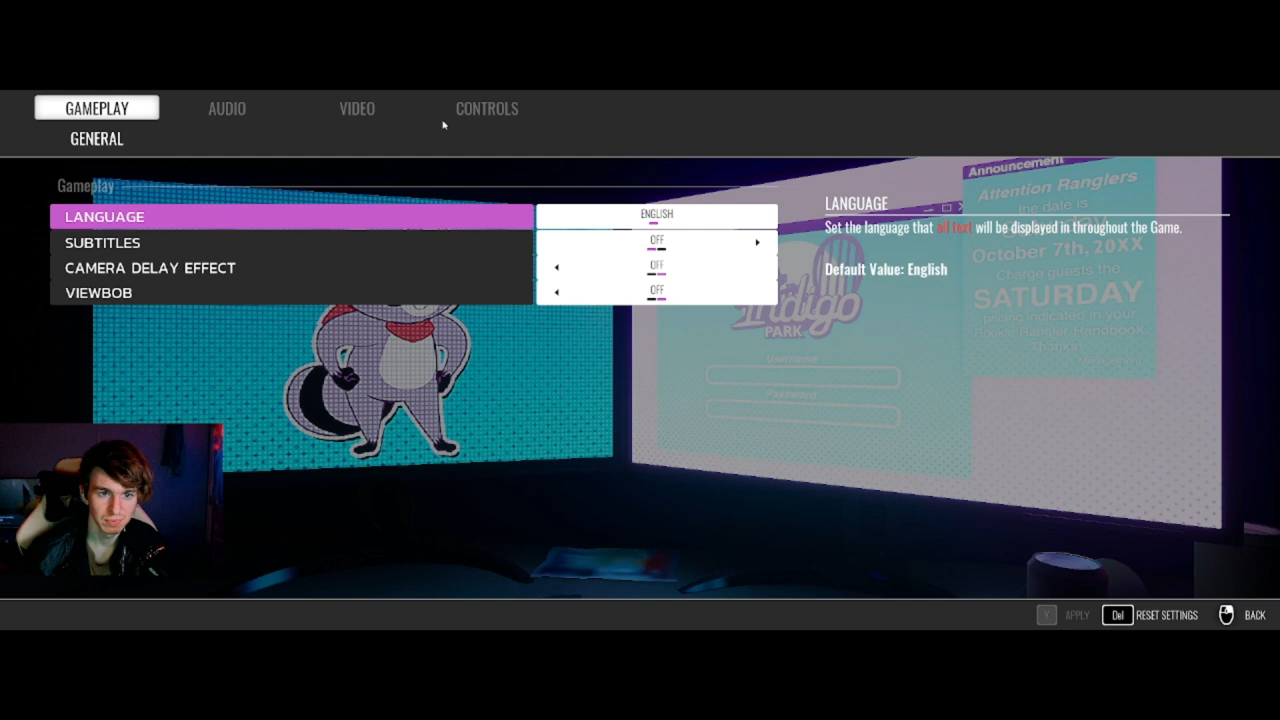 GAMEPLAY
AUDIO
VIDEO
CONTROLS
GENERAL
Gameplay
LANGUAGE
ENGLISH
SUBTITLES
OFF
CAMERA DELAY EFFECT
OFF
VIEWBOB
OFF
LANGUAGE
Set the language that all text will be displayed in throughout the Game.
Default Value: English
Announcement
Attention Ranglers
the date is
Saturday
October 7th, 20XX
Charge guests the
SATURDAY
pricing indicated in your
Rookie Rangler Handbook.
Thanks!
Management
Indigo
PARK
Username
Password
Y
APPLY
Del
RESET SETTINGS
BACK